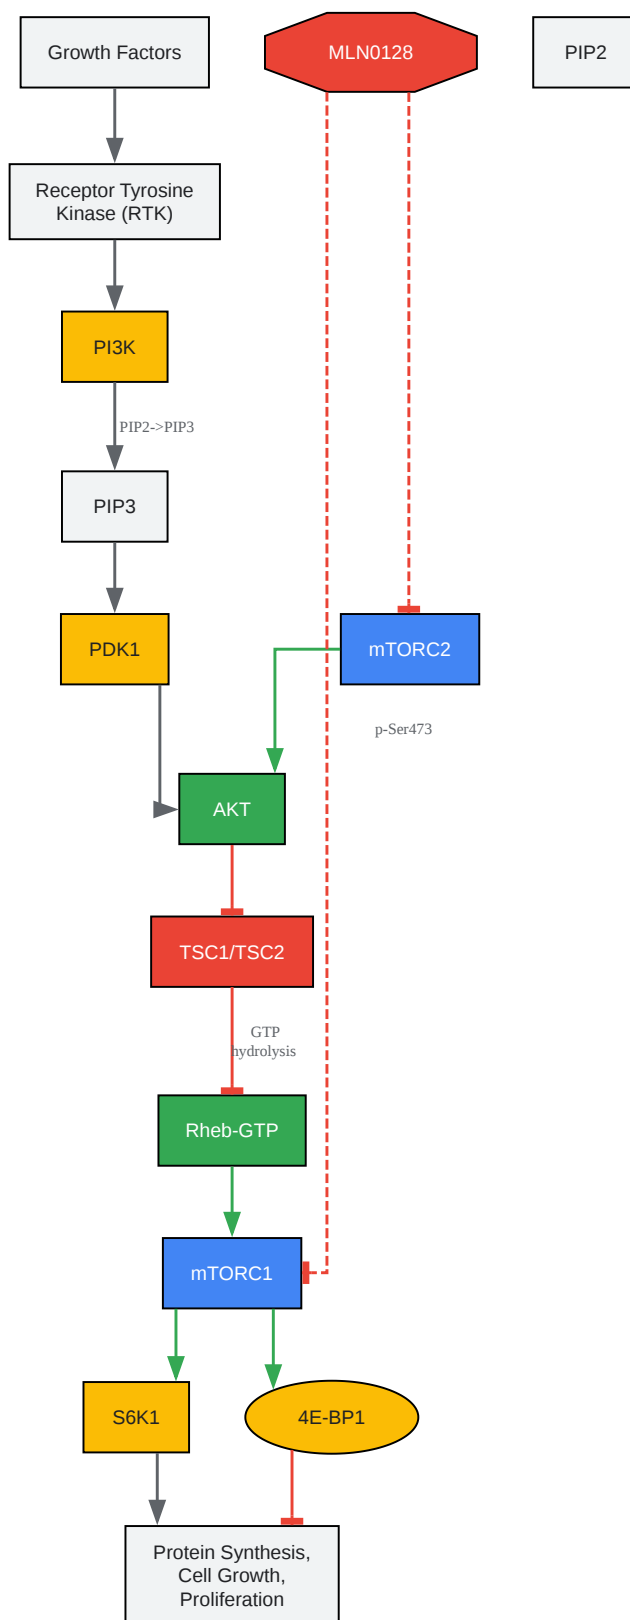 Growth Factors
MLN0128
PIP2
Receptor Tyrosine
Kinase (RTK)
PI3K
PIP2->PIP3
PIP3
PDK1
mTORC2
p-Ser473
AKT
TSC1/TSC2
GTP
hydrolysis
Rheb-GTP
mTORC1
S6K1
4E-BP1
Protein Synthesis,
Cell Growth,
Proliferation